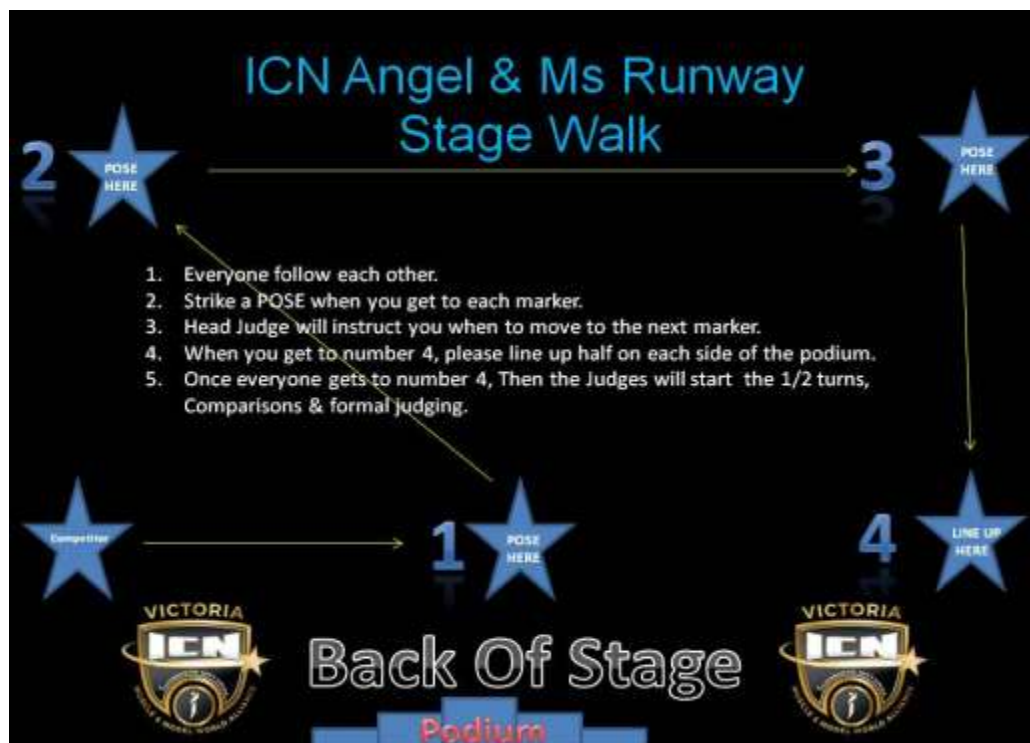 ICN Angel & Ms Runway
Stage Walk
2
POSE
HERE
3
POSE
HERE
1. Everyone follow each other.
2. Strike a POSE when you get to each marker.
3. Head Judge will instruct you when to move to the next marker.
4. When you get to number 4, please line up half on each side of the podium.
5. Once everyone gets to number 4, Then the Judges will start the 1/2 turns,
Comparisons & formal judging.
Competitor
1
POSE
HERE
4
LINE UP
HERE
VICTORIA
ICN
Back Of Stage
VICTORIA
ICN
Podium